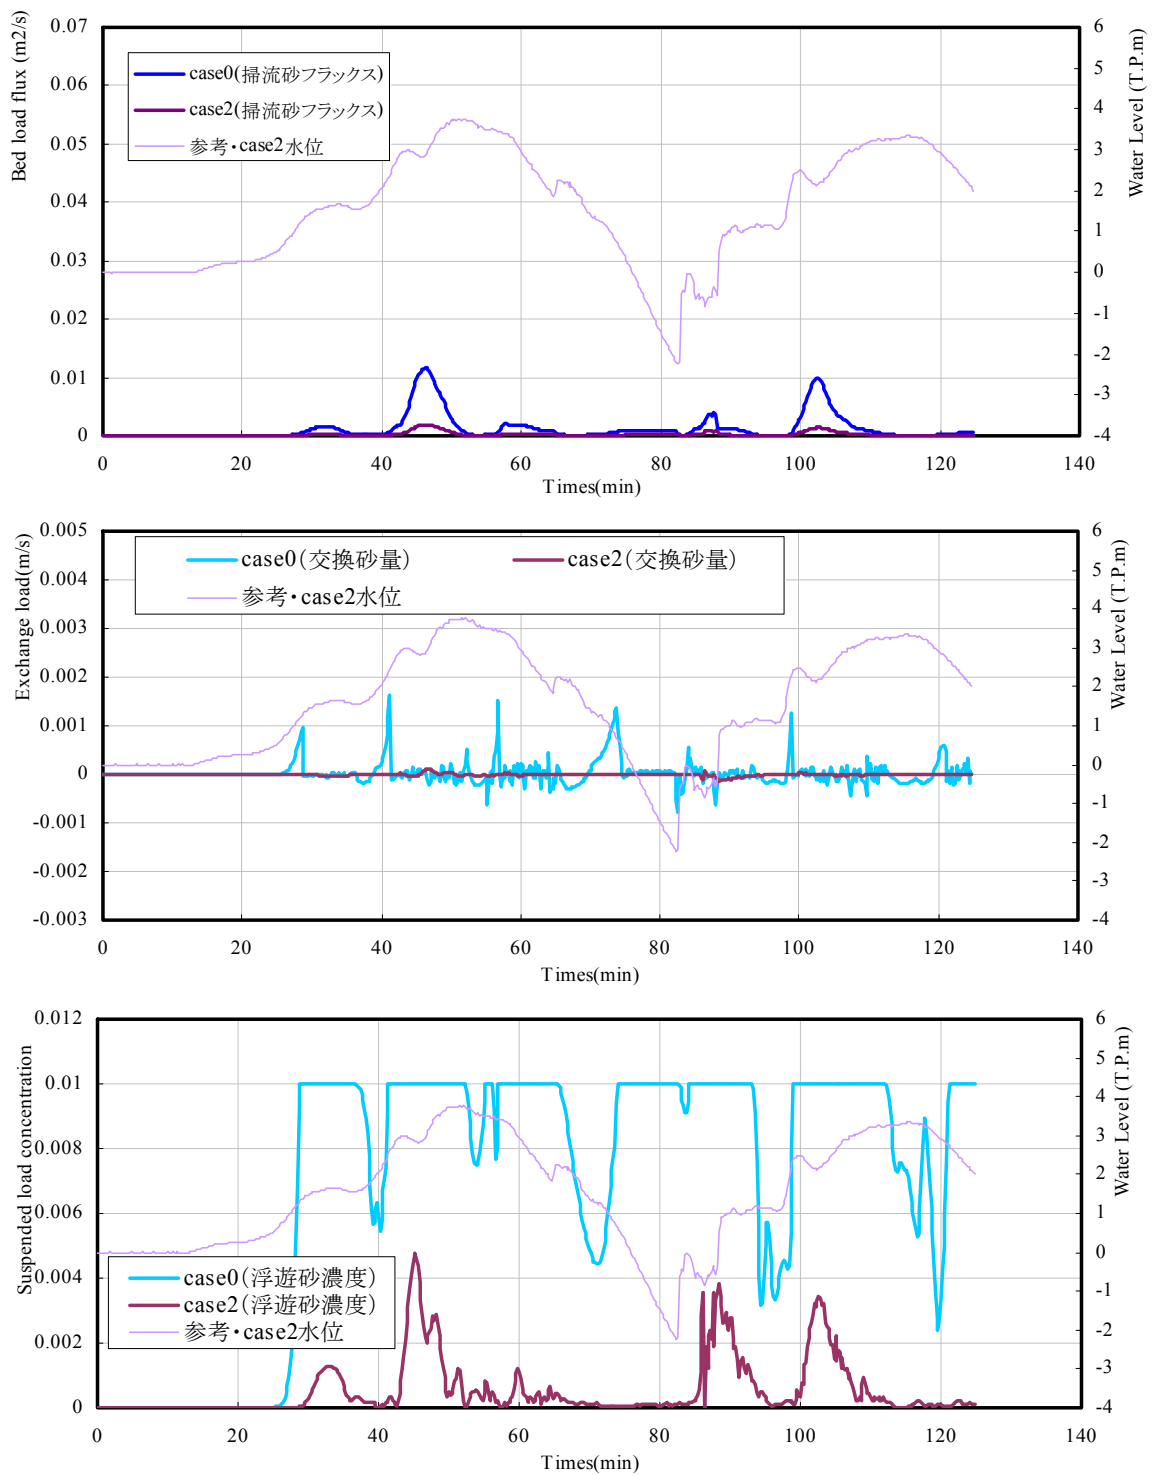 Bed load flux (m2/s)
0.07
0.06
0.05
0.04
0.03
0.02
0.01
0
case0(掃流砂フラックス)
case2(掃流砂フラックス)
参考・case2水位
6
5
4
3
2
1
0
-1
-2
-3
-4
Water Level (T.P.m)
0 20 40 60 80 100 120 140
Times(min)
Exchange load(m/s)
0.005
0.004
0.003
0.002
0.001
0
-0.001
-0.002
-0.003
case0(交換砂量) case2(交換砂量)
参考・case2水位
6
5
4
3
2
1
0
-1
-2
-3
-4
Water Level (T.P.m)
0 20 40 60 80 100 120 140
Times(min)
Suspended load concentration
0.012
0.01
0.008
0.006
0.004
0.002
0
case0(浮遊砂濃度)
case2(浮遊砂濃度)
参考・case2水位
6
5
4
3
2
1
0
-1
-2
-3
-4
Water Level (T.P.m)
0 20 40 60 80 100 120 140
Times(min)